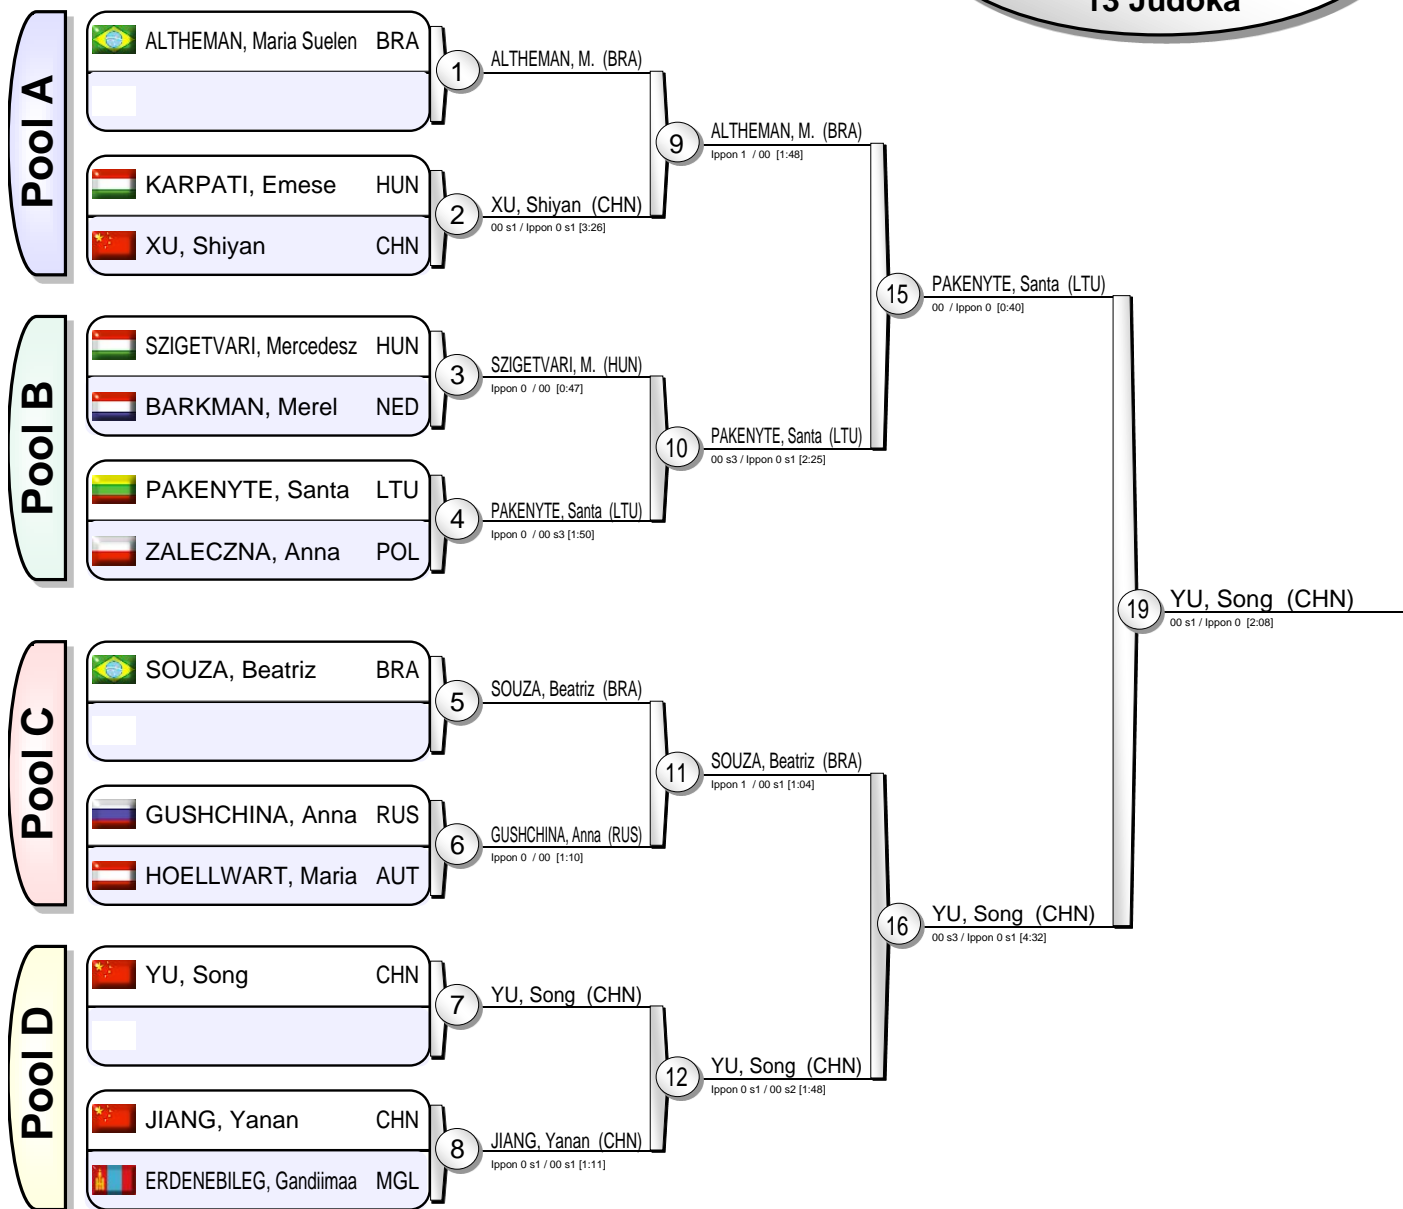 13 Judoka
Pool A
ALTHEMAN, Maria Suelen BRA
KARPATI, Emese HUN
XU, Shiyan CHN
Pool B
SZIGETVARI, Mercedesz HUN
BARKMAN, Merel NED
PAKENYTE, Santa LTU
ZALECZNA, Anna POL
Pool C
SOUZA, Beatriz BRA
GUSHCHINA, Anna RUS
HOELLWART, Maria AUT
Pool D
YU, Song CHN
JIANG, Yanan CHN
ERDENEBILEG, Gandiimaa MGL
1
ALTHEMAN, M. (BRA)
2
XU, Shiyan (CHN)
00 s1 / Ippon 0 s1 [3:26]
3
SZIGETVARI, M. (HUN)
Ippon 0 / 00 [0:47]
4
PAKENYTE, Santa (LTU)
Ippon 0 / 00 s3 [1:50]
5
SOUZA, Beatriz (BRA)
6
GUSHCHINA, Anna (RUS)
Ippon 0 / 00 [1:10]
7
YU, Song (CHN)
8
JIANG, Yanan (CHN)
Ippon 0 s1 / 00 s1 [1:11]
9
ALTHEMAN, M. (BRA)
Ippon 1 / 00 [1:48]
10
PAKENYTE, Santa (LTU)
00 s3 / Ippon 0 s1 [2:25]
11
SOUZA, Beatriz (BRA)
Ippon 1 / 00 s1 [1:04]
12
YU, Song (CHN)
Ippon 0 s1 / 00 s2 [1:48]
15
PAKENYTE, Santa (LTU)
00 / Ippon 0 [0:40]
16
YU, Song (CHN)
00 s3 / Ippon 0 s1 [4:32]
19
YU, Song (CHN)
00 s1 / Ippon 0 [2:08]